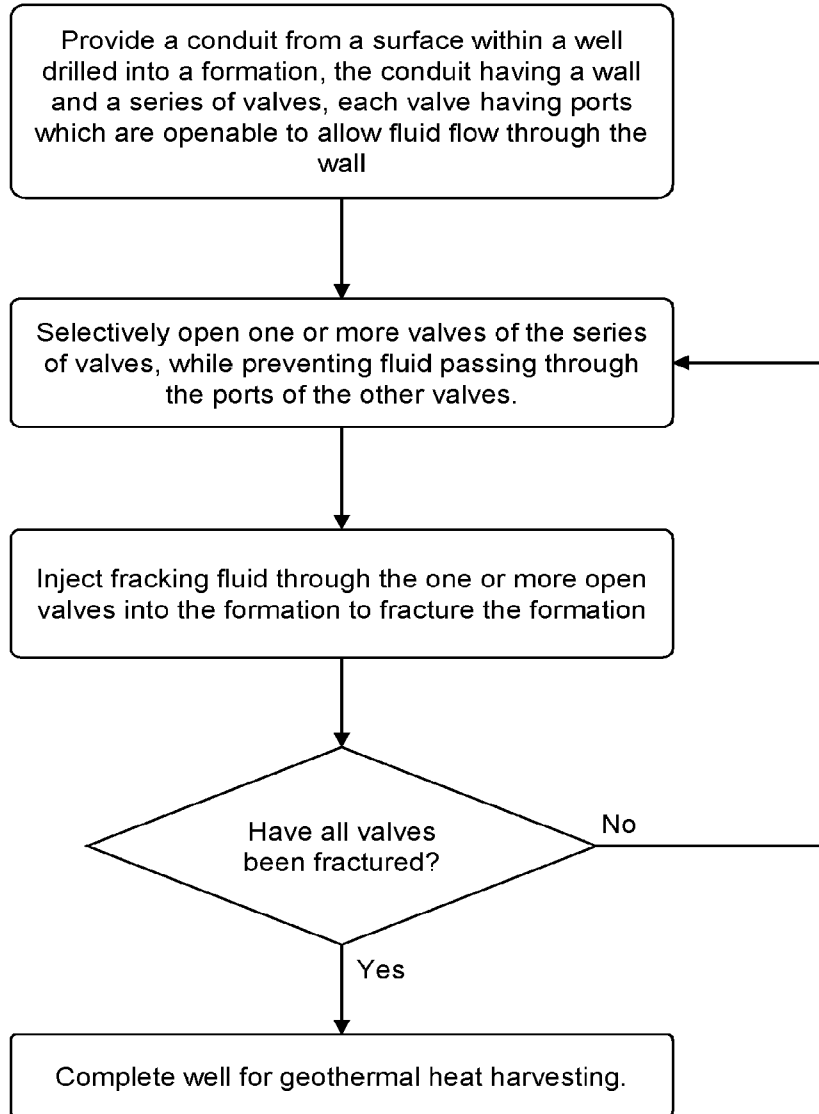 Provide a conduit from a surface within a well
drilled into a formation, the conduit having a wall
and a series of valves, each valve having ports
which are openable to allow fluid flow through the
wall
Selectively open one or more valves of the series
of valves, while preventing fluid passing through
the ports of the other valves.
Inject fracking fluid through the one or more open
valves into the formation to fracture the formation
Have all valves
been fractured?
No
Yes
Complete well for geothermal heat harvesting.